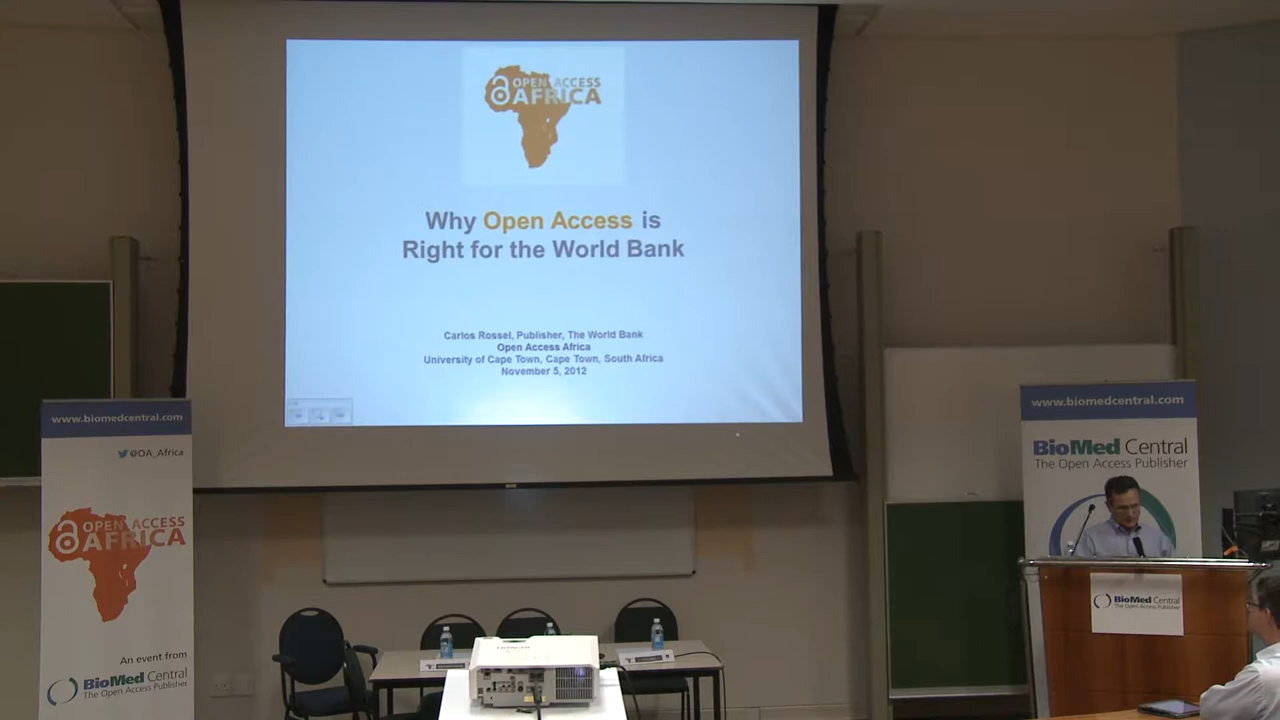 OPEN ACCESS
AFRICA
Why Open Access is
Right for the World Bank
Carlos Rossel, Publisher, The World Bank
Open Access Africa
University of Cape Town, Cape Town, South Africa
November 5, 2012
www.biomedcentral.com
@OA_Africa
OPEN ACCESS
AFRICA
An event from
BioMed Central
The Open Access Publisher
www.biomedcentral.com
BioMed Central
The Open Access Publisher
BioMed Central
The Open Access Publisher
HITACHI